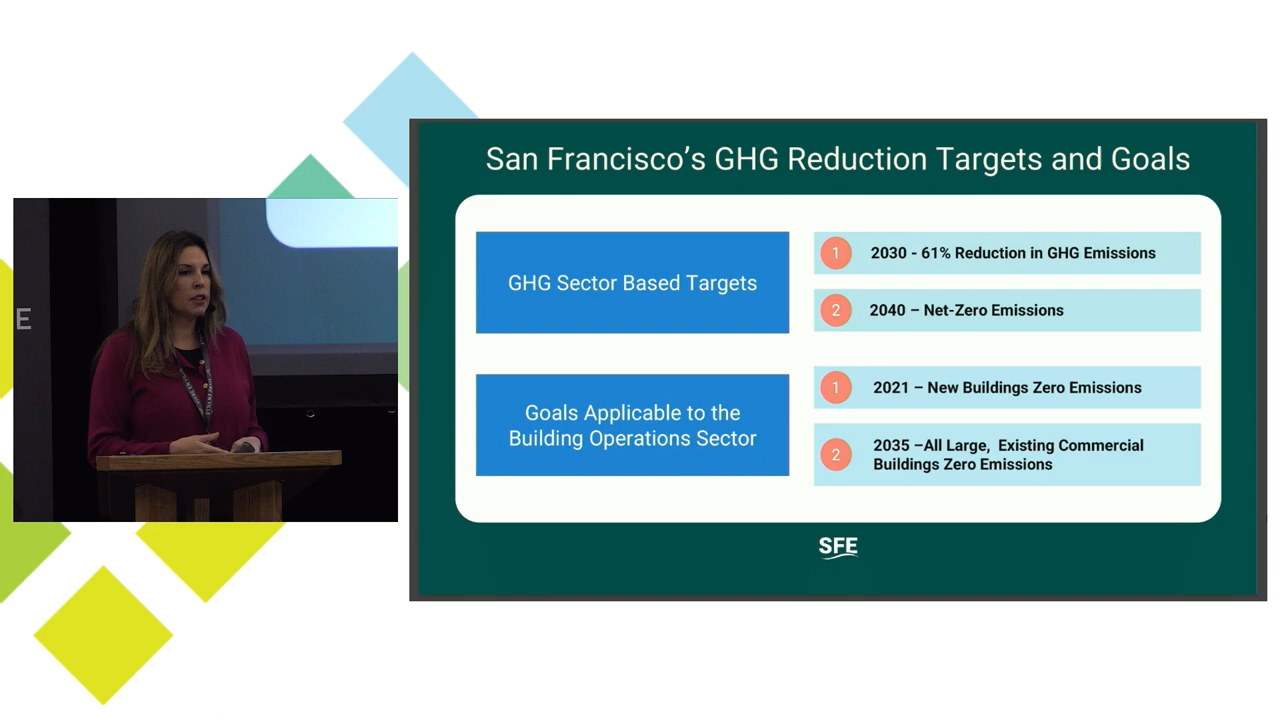 E
San Francisco’s GHG Reduction Targets and Goals
GHG Sector Based Targets
1
2030 - 61% Reduction in GHG Emissions
2
2040 – Net-Zero Emissions
Goals Applicable to the
Building Operations Sector
1
2021 – New Buildings Zero Emissions
2
2035 –All Large, Existing Commercial
Buildings Zero Emissions
SFE